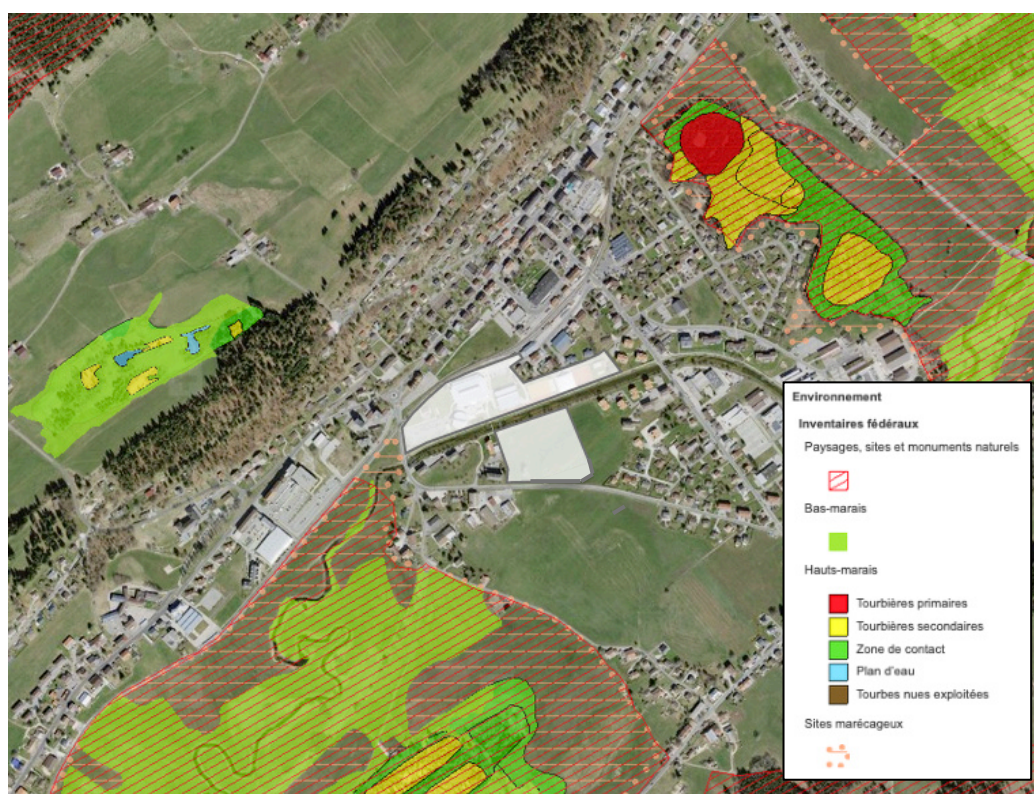 Environnement
Inventaires fédéraux
Paysages, sites et monuments naturels
Bas-marais
Hauts-marais
Tourbières primaires
Tourbières secondaires
Zone de contact
Plan d'eau
Tourbes nues exploitées
Sites marécageux